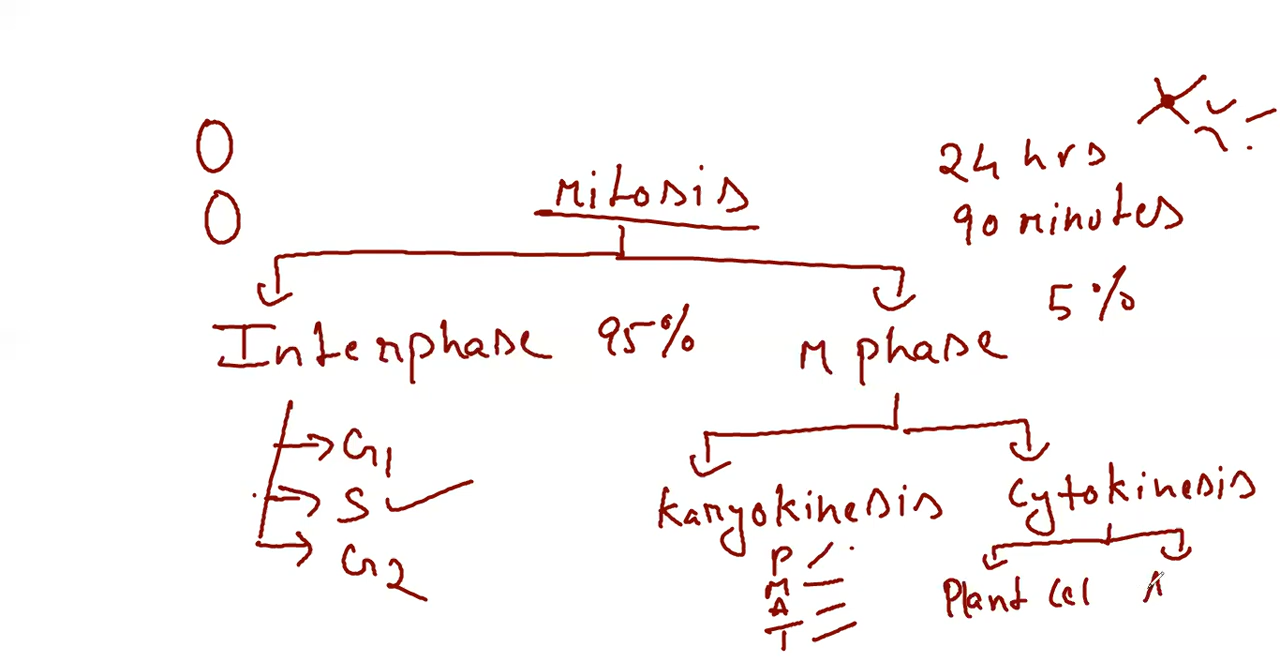 24 hrs
mitosis
90 minutes
5%
Interphase 95%
M phase
G1
S
G2
Karyokinesis
Cytokinesis
P
M
A
T
Plant Cel